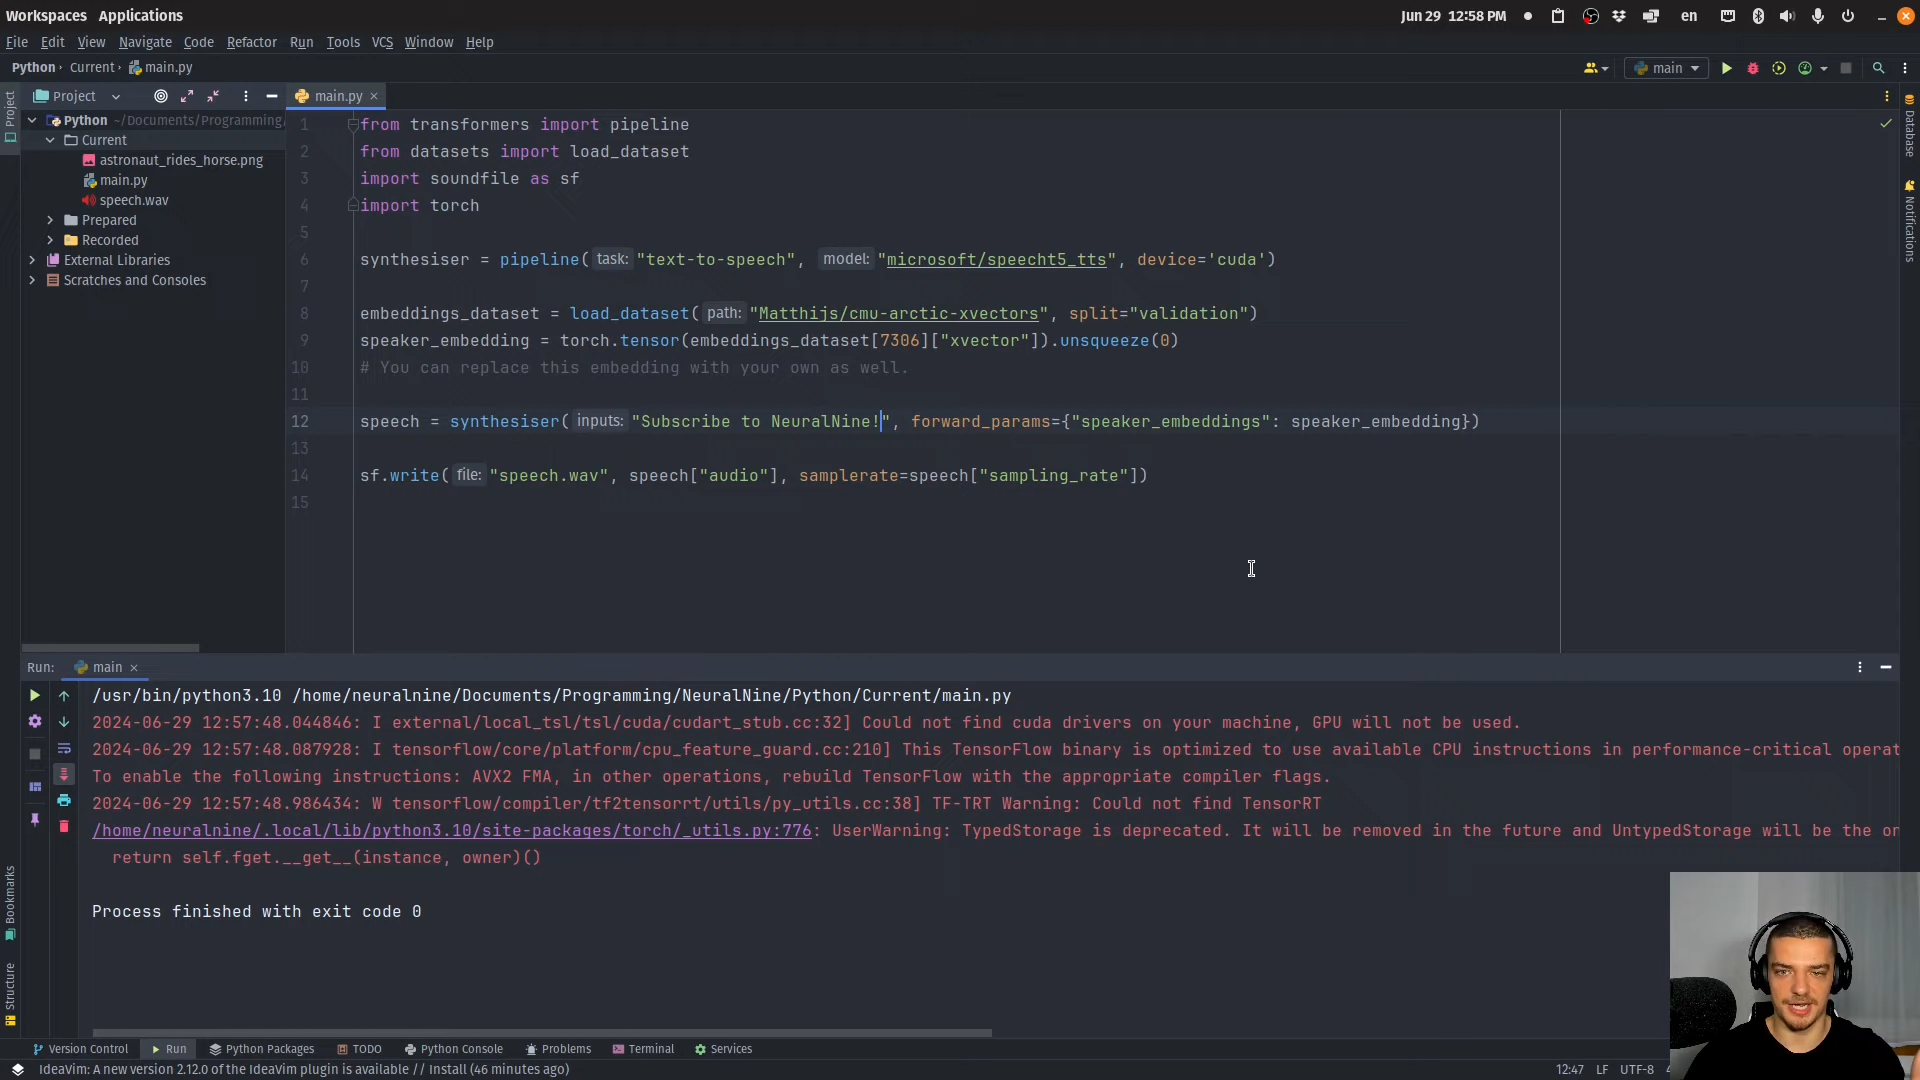 Workspaces Applications
Jun 29 12:58 PM
en
File Edit View Navigate Code Refactor Run Tools VCS Window Help
Python Current main.py
main
Project
main.py
Project
Python ~/Documents/Programming/
Current
astronaut_rides_horse.png
main.py
speech.wav
Prepared
Recorded
External Libraries
Scratches and Consoles
1 from transformers import pipeline
2 from datasets import load_dataset
3 import soundfile as sf
4 import torch
5
6 synthesiser = pipeline( task: "text-to-speech", model: "microsoft/speecht5_tts", device='cuda')
7
8 embeddings_dataset = load_dataset( path: "Matthijs/cmu-arctic-xvectors", split="validation")
9 speaker_embedding = torch.tensor(embeddings_dataset[7306]["xvector"]).unsqueeze(0)
10 # You can replace this embedding with your own as well.
11
12 speech = synthesiser( inputs: "Subscribe to NeuralNine!", forward_params={"speaker_embeddings": speaker_embedding})
13
14 sf.write( file: "speech.wav", speech["audio"], samplerate=speech["sampling_rate"])
15
Database
Notifications
Run: main
/usr/bin/python3.10 /home/neuralnine/Documents/Programming/NeuralNine/Python/Current/main.py
2024-06-29 12:57:48.044846: I external/local_tsl/tsl/cuda/cudart_stub.cc:32] Could not find cuda drivers on your machine, GPU will not be used.
2024-06-29 12:57:48.087928: I tensorflow/core/platform/cpu_feature_guard.cc:210] This TensorFlow binary is optimized to use available CPU instructions in performance-critical operat
To enable the following instructions: AVX2 FMA, in other operations, rebuild TensorFlow with the appropriate compiler flags.
2024-06-29 12:57:48.986434: W tensorflow/compiler/tf2tensorrt/utils/py_utils.cc:38] TF-TRT Warning: Could not find TensorRT
/home/neuralnine/.local/lib/python3.10/site-packages/torch/_utils.py:776: UserWarning: TypedStorage is deprecated. It will be removed in the future and UntypedStorage will be the or
return self.fget.__get__(instance, owner)()
Process finished with exit code 0
Bookmarks
Structure
Version Control Run Python Packages TODO Python Console Problems Terminal Services
IdeaVim: A new version 2.12.0 of the IdeaVim plugin is available // Install (46 minutes ago)
12:47 LF UTF-8